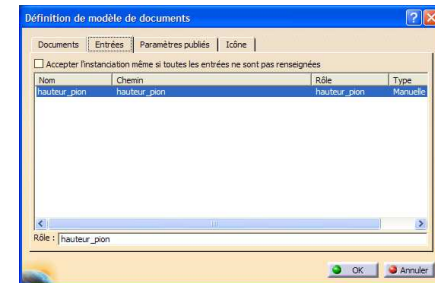 Définition de modèle de documents
Documents Entrées Paramètres publiés Icône
Accepter l'instanciation même si toutes les entrées ne sont pas renseignées
Nom Chemin Rôle Type
hauteur_pion hauteur_pion hauteur_pion Manuelle
Rôle : hauteur_pion
OK Annuler